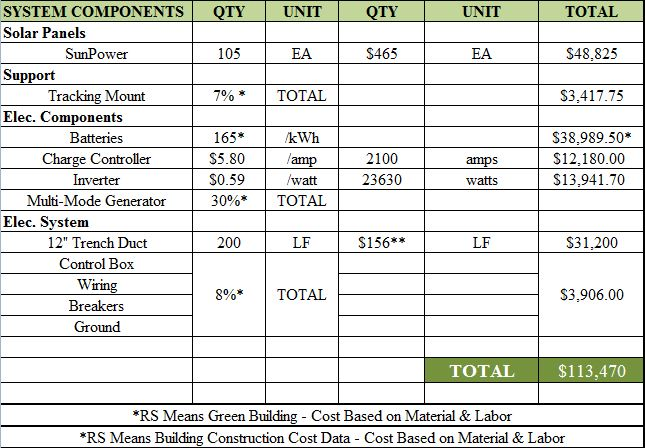 SYSTEM COMPONENTS QTY UNIT QTY UNIT TOTAL
Solar Panels
SunPower 105 EA $465 EA $48,825
Support
Tracking Mount 7% * TOTAL $3,417.75
Elec. Components
Batteries 165* /kWh $38,989.50*
Charge Controller $5.80 /amp 2100 amps $12,180.00
Inverter $0.59 /watt 23630 watts $13,941.70
Multi-Mode Generator 30%* TOTAL
Elec. System
12" Trench Duct 200 LF $156** LF $31,200
Control Box
Wiring
8%* TOTAL $3,906.00
Breakers
Ground
TOTAL $113,470
*RS Means Green Building - Cost Based on Material & Labor
*RS Means Building Construction Cost Data - Cost Based on Material & Labor